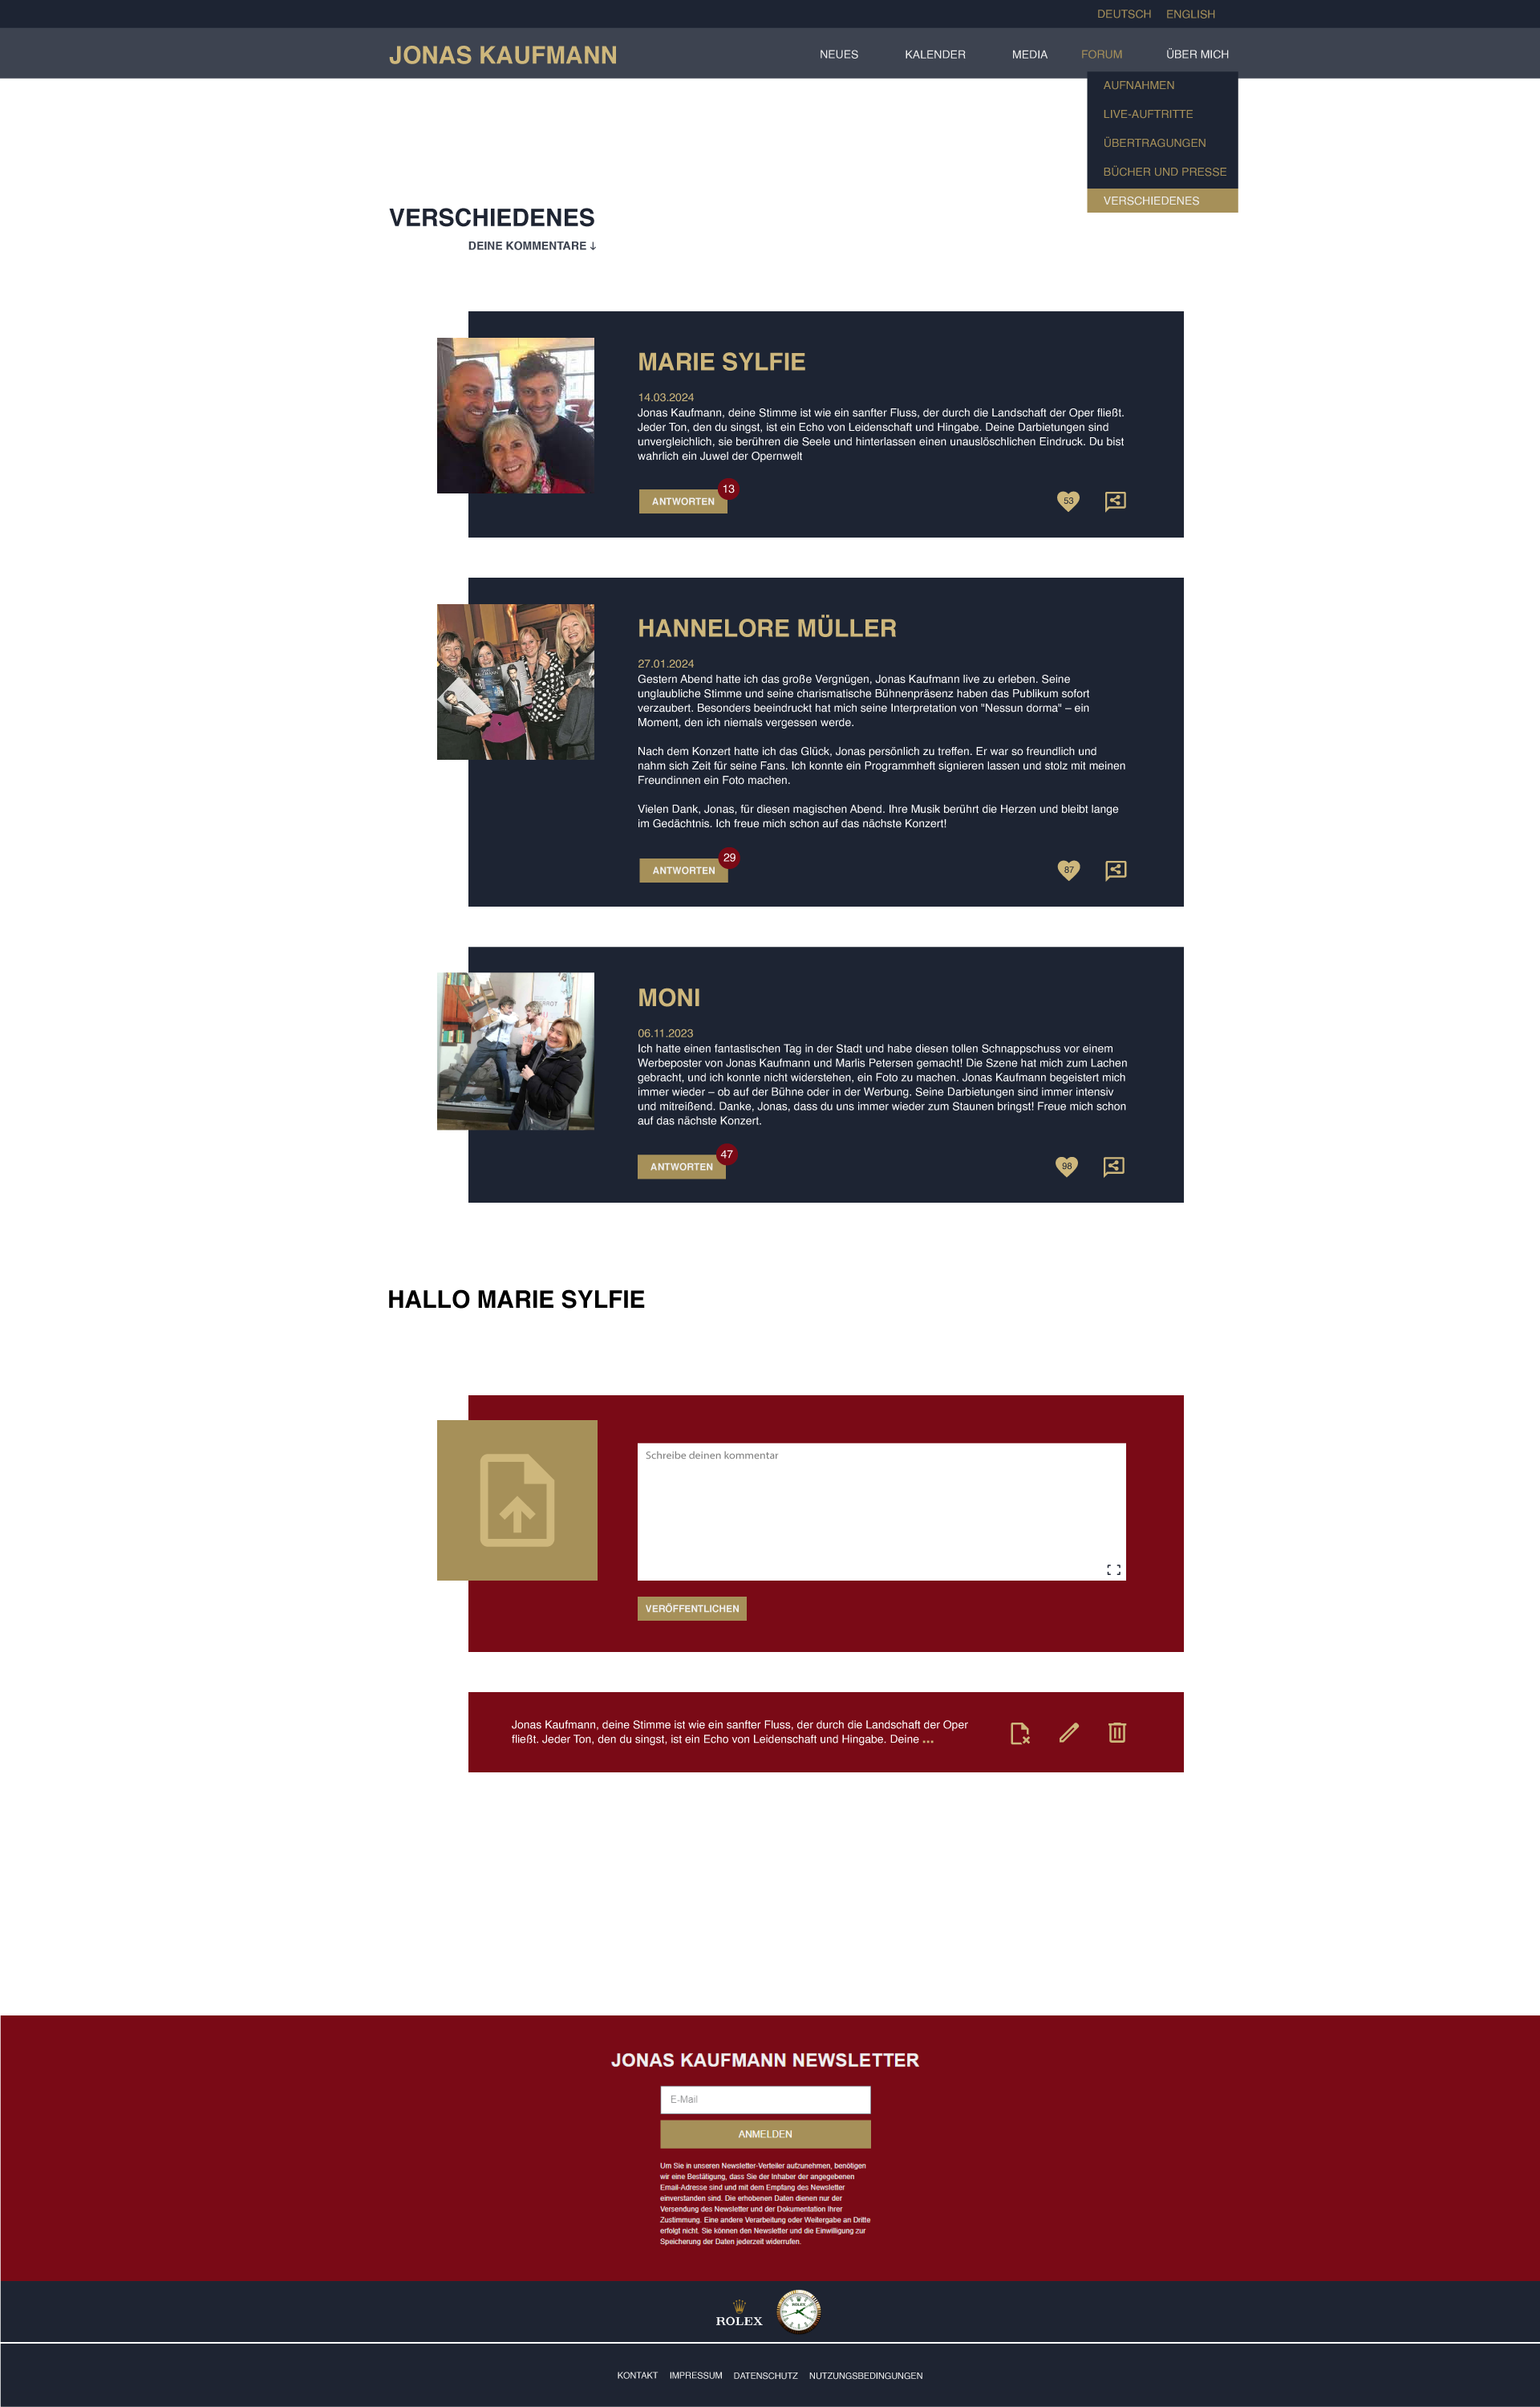 DEUTSCH ENGLISH
JONAS KAUFMANN
NEUES KALENDER MEDIA FORUM ÜBER MICH
AUFNAHMEN
LIVE-AUFTRITTE
ÜBERTRAGUNGEN
BÜCHER UND PRESSE
VERSCHIEDENES
VERSCHIEDENES
DEINE KOMMENTARE ↓
MARIE SYLFIE
14.03.2024
Jonas Kaufmann, deine Stimme ist wie ein sanfter Fluss, der durch die Landschaft der Oper fließt.
Jeder Ton, den du singst, ist ein Echo von Leidenschaft und Hingabe. Deine Darbietungen sind
unvergleichlich, sie berühren die Seele und hinterlassen einen unauslöschlichen Eindruck. Du bist
wahrlich ein Juwel der Opernwelt
ANTWORTEN 13
53
HANNELORE MÜLLER
27.01.2024
Gestern Abend hatte ich das große Vergnügen, Jonas Kaufmann live zu erleben. Seine
unglaubliche Stimme und seine charismatische Bühnenpräsenz haben das Publikum sofort
verzaubert. Besonders beeindruckt hat mich seine Interpretation von "Nessun dorma" – ein
Moment, den ich niemals vergessen werde.
Nach dem Konzert hatte ich das Glück, Jonas persönlich zu treffen. Er war so freundlich und
nahm sich Zeit für seine Fans. Ich konnte ein Programmheft signieren lassen und stolz mit meinen
Freundinnen ein Foto machen.
Vielen Dank, Jonas, für diesen magischen Abend. Ihre Musik berührt die Herzen und bleibt lange
im Gedächtnis. Ich freue mich schon auf das nächste Konzert!
ANTWORTEN 29
87
MONI
06.11.2023
Ich hatte einen fantastischen Tag in der Stadt und habe diesen tollen Schnappschuss vor einem
Werbeposter von Jonas Kaufmann und Marlis Petersen gemacht! Die Szene hat mich zum Lachen
gebracht, und ich konnte nicht widerstehen, ein Foto zu machen. Jonas Kaufmann begeistert mich
immer wieder – ob auf der Bühne oder in der Werbung. Seine Darbietungen sind immer intensiv
und mitreißend. Danke, Jonas, dass du uns immer wieder zum Staunen bringst! Freue mich schon
auf das nächste Konzert.
ANTWORTEN 47
98
HALLO MARIE SYLFIE
Schreibe deinen kommentar
VERÖFFENTLICHEN
Jonas Kaufmann, deine Stimme ist wie ein sanfter Fluss, der durch die Landschaft der Oper
fließt. Jeder Ton, den du singst, ist ein Echo von Leidenschaft und Hingabe. Deine ...
JONAS KAUFMANN NEWSLETTER
E-Mail
ANMELDEN
Um Sie in unseren Newsletter-Verteiler aufzunehmen, benötigen
wir eine Bestätigung, dass Sie der Inhaber der angegebenen
Email-Adresse sind und mit dem Empfang des Newsletter
einverstanden sind. Die erhobenen Daten dienen nur der
Versendung des Newsletter und der Dokumentation Ihrer
Zustimmung. Eine andere Verarbeitung oder Weitergabe an Dritte
erfolgt nicht. Sie können den Newsletter und die Einwilligung zur
Speicherung der Daten jederzeit widerrufen.
ROLEX
KONTAKT IMPRESSUM DATENSCHUTZ NUTZUNGSBEDINGUNGEN